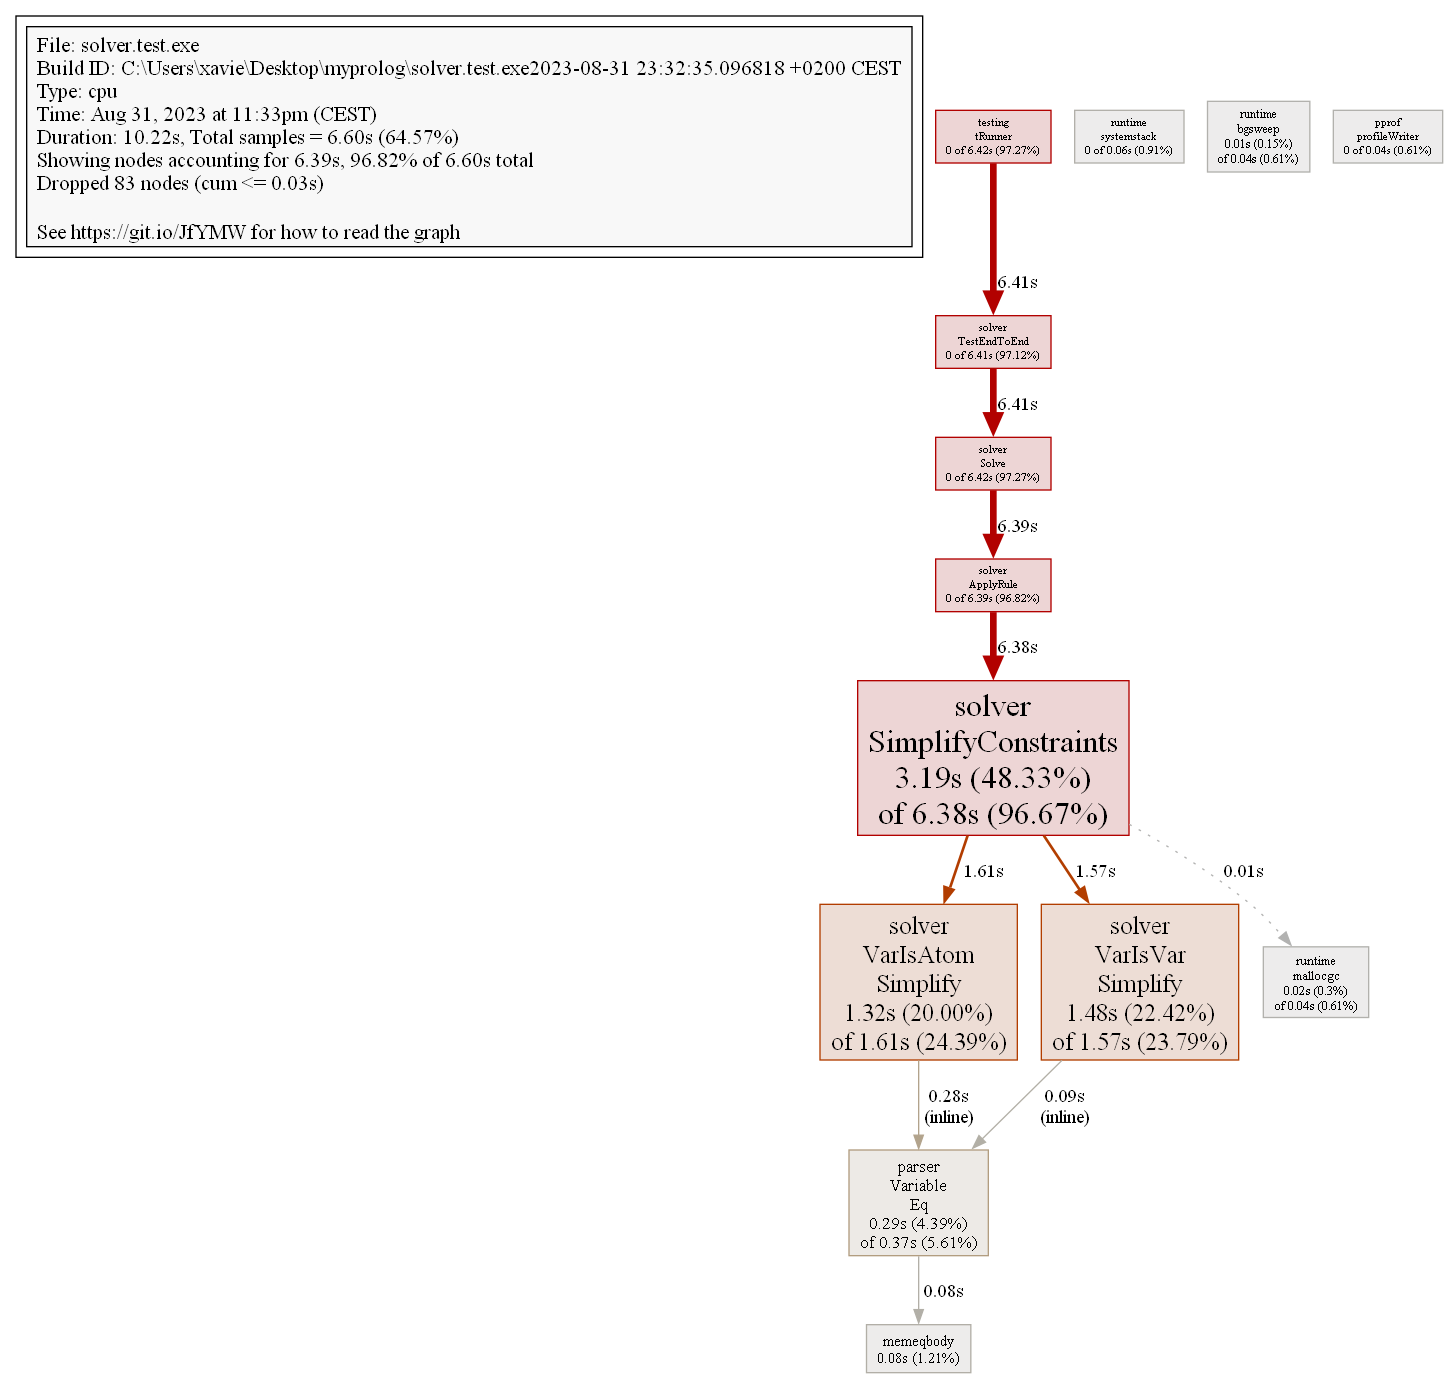 File: solver.test.exe
Build ID: C:\Users\xavie\Desktop\myprolog\solver.test.exe2023-08-31 23:32:35.096818 +0200 CEST
Type: cpu
Time: Aug 31, 2023 at 11:33pm (CEST)
Duration: 10.22s, Total samples = 6.60s (64.57%)
Showing nodes accounting for 6.39s, 96.82% of 6.60s total
Dropped 83 nodes (cum <= 0.03s)
See https://git.io/JfYMW for how to read the graph
testing
tRunner
0 of 6.42s (97.27%)
runtime
systemstack
0 of 0.06s (0.91%)
runtime
bgsweep
0.01s (0.15%)
of 0.04s (0.61%)
pprof
profileWriter
0 of 0.04s (0.61%)
6.41s
solver
TestEndToEnd
0 of 6.41s (97.12%)
6.41s
solver
Solve
0 of 6.42s (97.27%)
6.39s
solver
ApplyRule
0 of 6.39s (96.82%)
6.38s
solver
SimplifyConstraints
3.19s (48.33%)
of 6.38s (96.67%)
1.61s
1.57s
0.01s
solver
VarIsAtom
Simplify
1.32s (20.00%)
of 1.61s (24.39%)
solver
VarIsVar
Simplify
1.48s (22.42%)
of 1.57s (23.79%)
runtime
mallocgc
0.02s (0.3%)
of 0.04s (0.61%)
0.28s
(inline)
0.09s
(inline)
parser
Variable
Eq
0.29s (4.39%)
of 0.37s (5.61%)
0.08s
memeqbody
0.08s (1.21%)